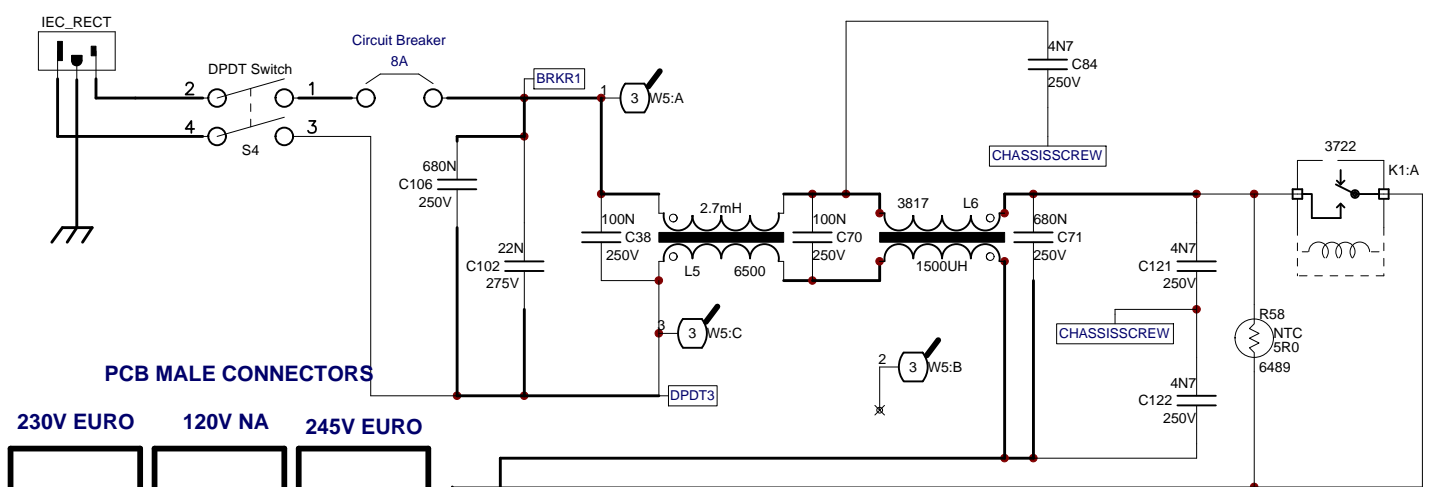 IEC_RECT
DPDT Switch
2
1
4
3
S4
Circuit Breaker
8A
BRKR1
1
3
W5:A
680N
C106
250V
22N
C102
275V
100N
C38
250V
2.7mH
L5
6500
3
3
W5:C
DPDT3
100N
C70
250V
4N7
C84
250V
CHASSISSCREW
3817
L6
1500UH
680N
C71
250V
2
3
W5:B
4N7
C121
250V
CHASSISSCREW
4N7
C122
250V
R58
NTC
5R0
6489
3722
K1:A
PCB MALE CONNECTORS
230V EURO
120V NA
245V EURO